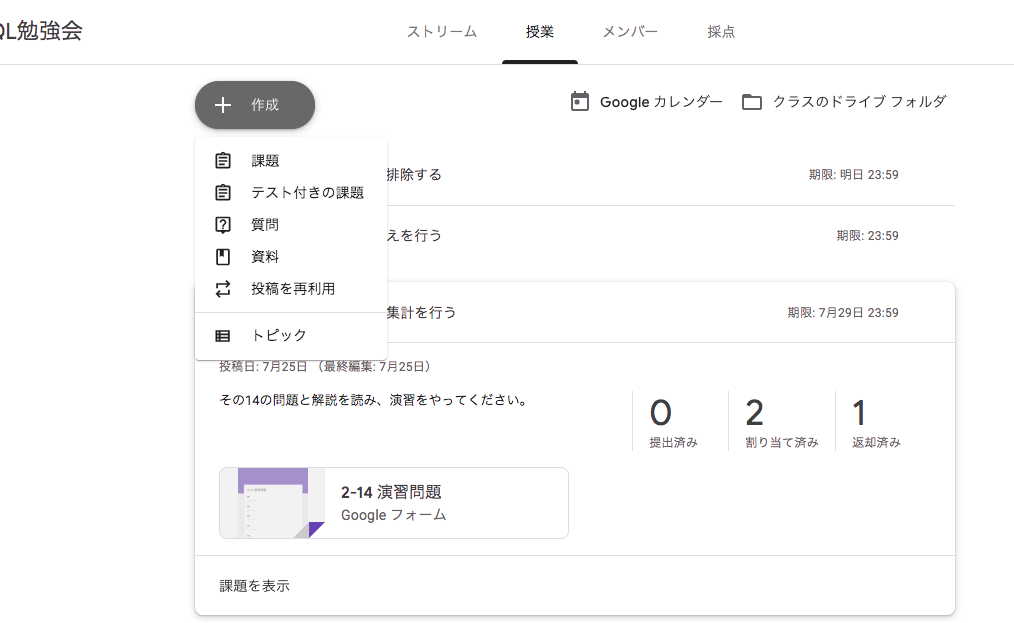 QL勉強会
ストリーム 授業 メンバー 採点
作成
Google カレンダー クラスのドライブ フォルダ
課題
テスト付きの課題
質問
資料
投稿を再利用
トピック
排除する 期限: 明日 23:59
えを行う 期限: 23:59
集計を行う 期限: 7月29日 23:59
投稿日: 7月25日 （最終編集: 7月25日）
その14の問題と解説を読み、演習をやってください。
0 2 1
提出済み 割り当て済み 返却済み
2-14 演習問題
Google フォーム
課題を表示